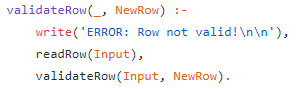 validateRow(_, NewRow) :-
    write('ERROR: Row not valid!\n\n'),
    readRow(Input),
    validateRow(Input, NewRow).